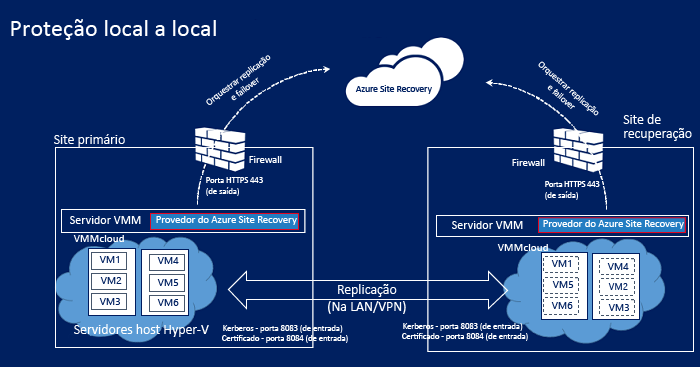 Proteção local a local
Azure Site Recovery
Orquestrar replicação
e failover
Orquestrar replicação
e failover
Site primário
Firewall
Porta HTTPS 443
(de saída)
Servidor VMM
Provedor do Azure Site Recovery
VMMcloud
VM1
VM2
VM3
VM4
VM5
VM6
Servidores host Hyper-V
Replicação
(Na LAN/VPN)
Kerberos - porta 8083 (de entrada)
Certificado - porta 8084 (de entrada)
Site de
recuperação
Firewall
Porta HTTPS 443
(de saída)
Servidor VMM
Provedor do Azure Site Recovery
VMMcloud
VM1
VM5
VM6
VM4
VM2
VM3
Kerberos - porta 8083 (de entrada)
Certificado - porta 8084 (de entrada)